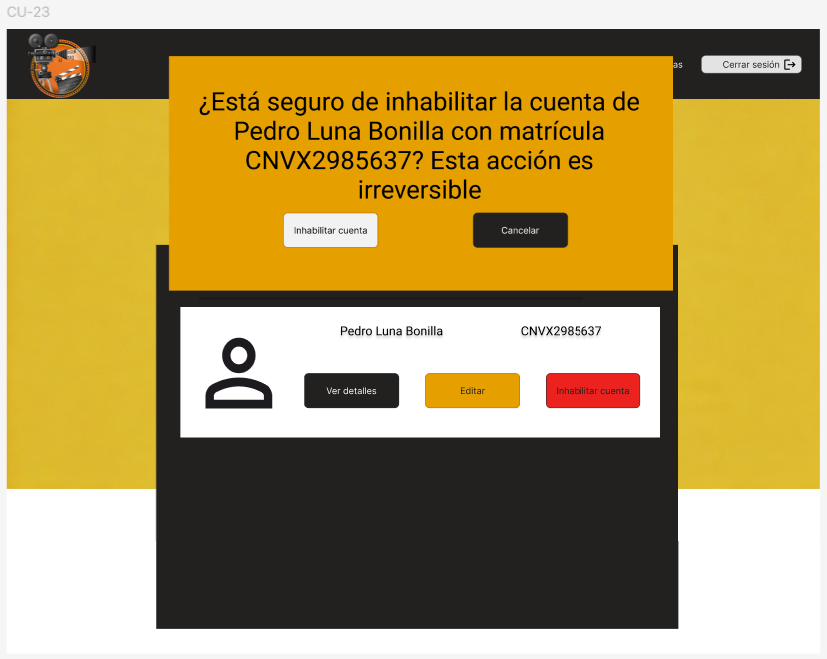 CU-23
as
Cerrar sesión
¿Está seguro de inhabilitar la cuenta de
Pedro Luna Bonilla con matrícula
CNVX2985637? Esta acción es
irreversible
Inhabilitar cuenta
Cancelar
Pedro Luna Bonilla
CNVX2985637
Ver detalles
Editar
Inhabilitar cuenta